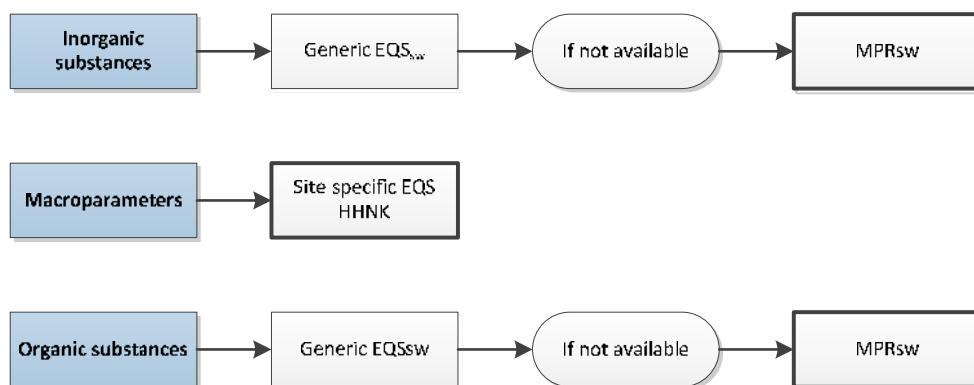 Inorganic
substances
Generic EQSsw
If not available
MPRsw
Macroparameters
Site specific EQS
HHNK
Organic substances
Generic EQSsw
If not available
MPRsw